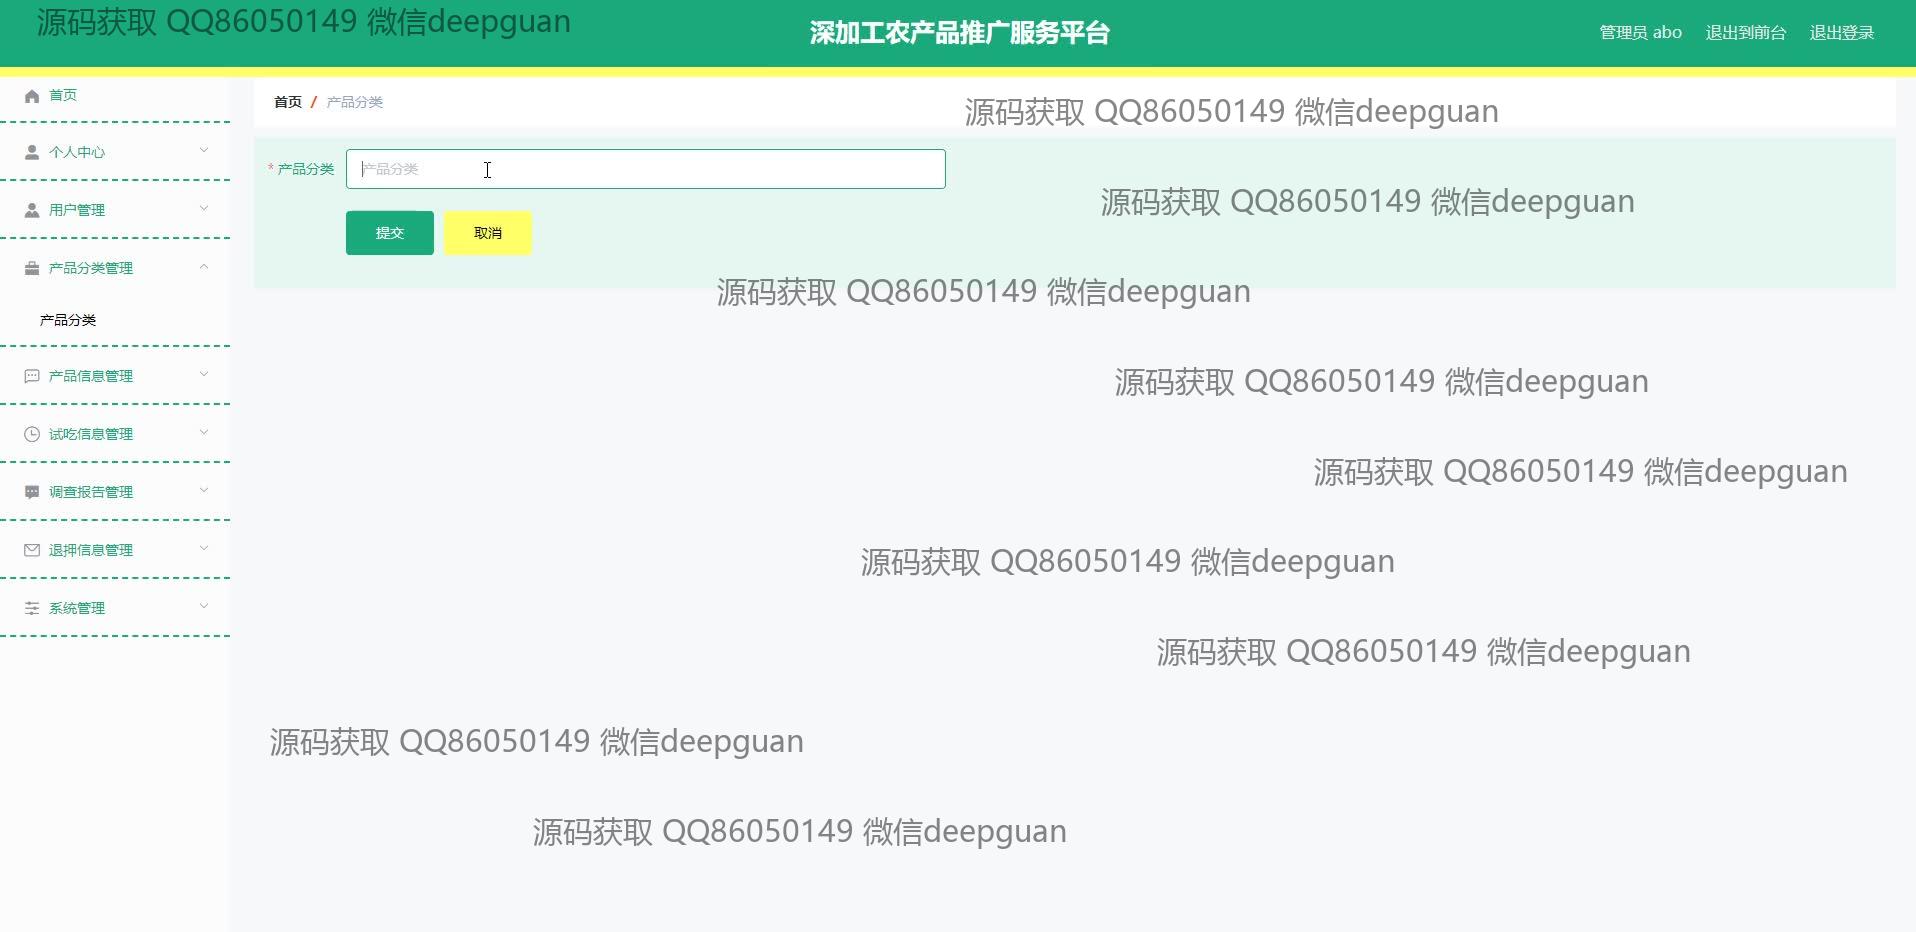 源码获取 QQ86050149 微信deepguan
深加工农产品推广服务平台
管理员 abo 退出到前台 退出登录
首页
个人中心
用户管理
产品分类管理
产品分类
产品信息管理
试吃信息管理
调查报告管理
退押信息管理
系统管理
首页 / 产品分类
源码获取 QQ86050149 微信deepguan
* 产品分类 产品分类
源码获取 QQ86050149 微信deepguan
提交 取消
源码获取 QQ86050149 微信deepguan
源码获取 QQ86050149 微信deepguan
源码获取 QQ86050149 微信deepguan
源码获取 QQ86050149 微信deepguan
源码获取 QQ86050149 微信deepguan
源码获取 QQ86050149 微信deepguan
源码获取 QQ86050149 微信deepguan